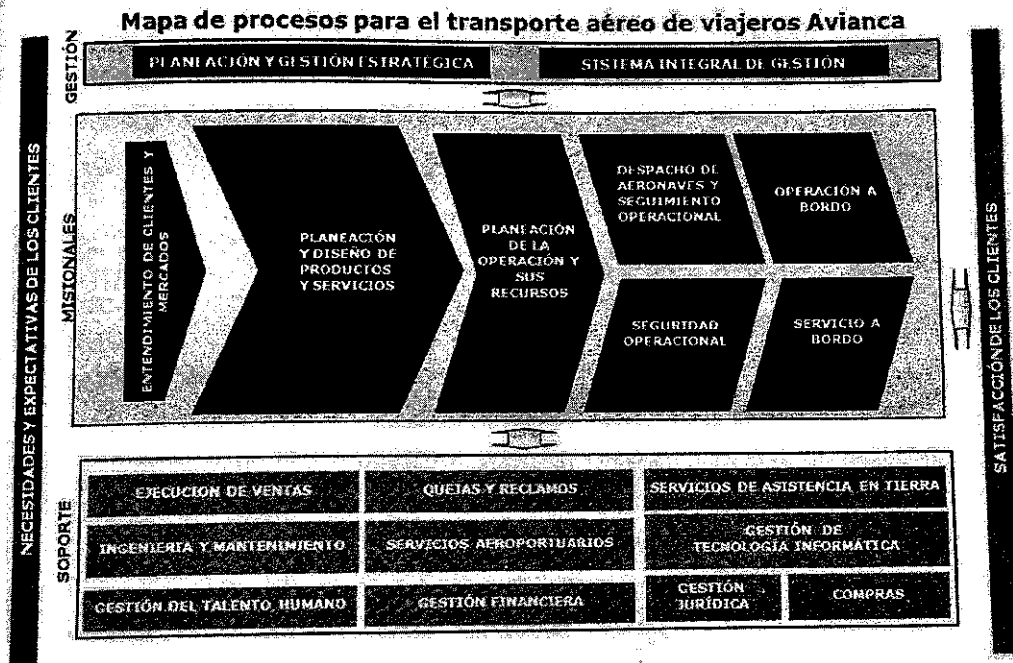 Mapa de procesos para el transporte aéreo de viajeros Avianca
GESTIÓN
PLANEACIÓN Y GESTIÓN ESTRATÉGICA
SISTEMA INTEGRAL DE GESTIÓN
NECESIDADES Y EXPECTATIVAS DE LOS CLIENTES
MISIONALES
ENTENDIMIENTO DE CLIENTES Y
MERCADOS
PLANEACIÓN
Y DISEÑO DE
PRODUCTOS
Y SERVICIOS
PLANEACIÓN
DE LA
OPERACIÓN Y
SUS
RECURSOS
DESPACHO DE
AERONAVES Y
SEGUIMIENTO
OPERACIONAL
OPERACIÓN A
BORDO
SEGURIDAD
OPERACIONAL
SERVICIO A
BORDO
SATISFACCIÓN DE LOS CLIENTES
SOPORTE
EJECUCION DE VENTAS
QUEJAS Y RECLAMOS
SERVICIOS DE ASISTENCIA EN TIERRA
INGENIERIA Y MANTENIMIENTO
SERVICIOS AEROPORTUARIOS
GESTIÓN DE
TECNOLOGÍA INFORMÁTICA
GESTIÓN DEL TALENTO HUMANO
GESTIÓN FINANCIERA
GESTIÓN
JURÍDICA
COMPRAS